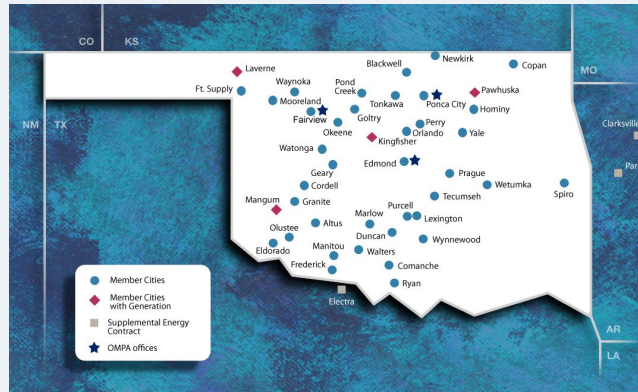 CO
KS
MO
NM
TX
AR
LA
Laverne
Ft. Supply
Waynoka
Mooreland
Fairview
Pond
Creek
Goltry
Okeene
Blackwell
Newkirk
Copan
Tonkawa
Ponca City
Pawhuska
Hominy
Perry
Orlando
Kingfisher
Yale
Watonga
Geary
Edmond
Cordell
Prague
Wetumka
Spiro
Mangum
Granite
Tecumseh
Purcell
Lexington
Altus
Marlow
Olustee
Duncan
Wynnewood
Eldorado
Manitou
Walters
Frederick
Comanche
Ryan
Electra
Clarksville
Member Cities
Member Cities
with Generation
Supplemental Energy
Contract
OMPA offices